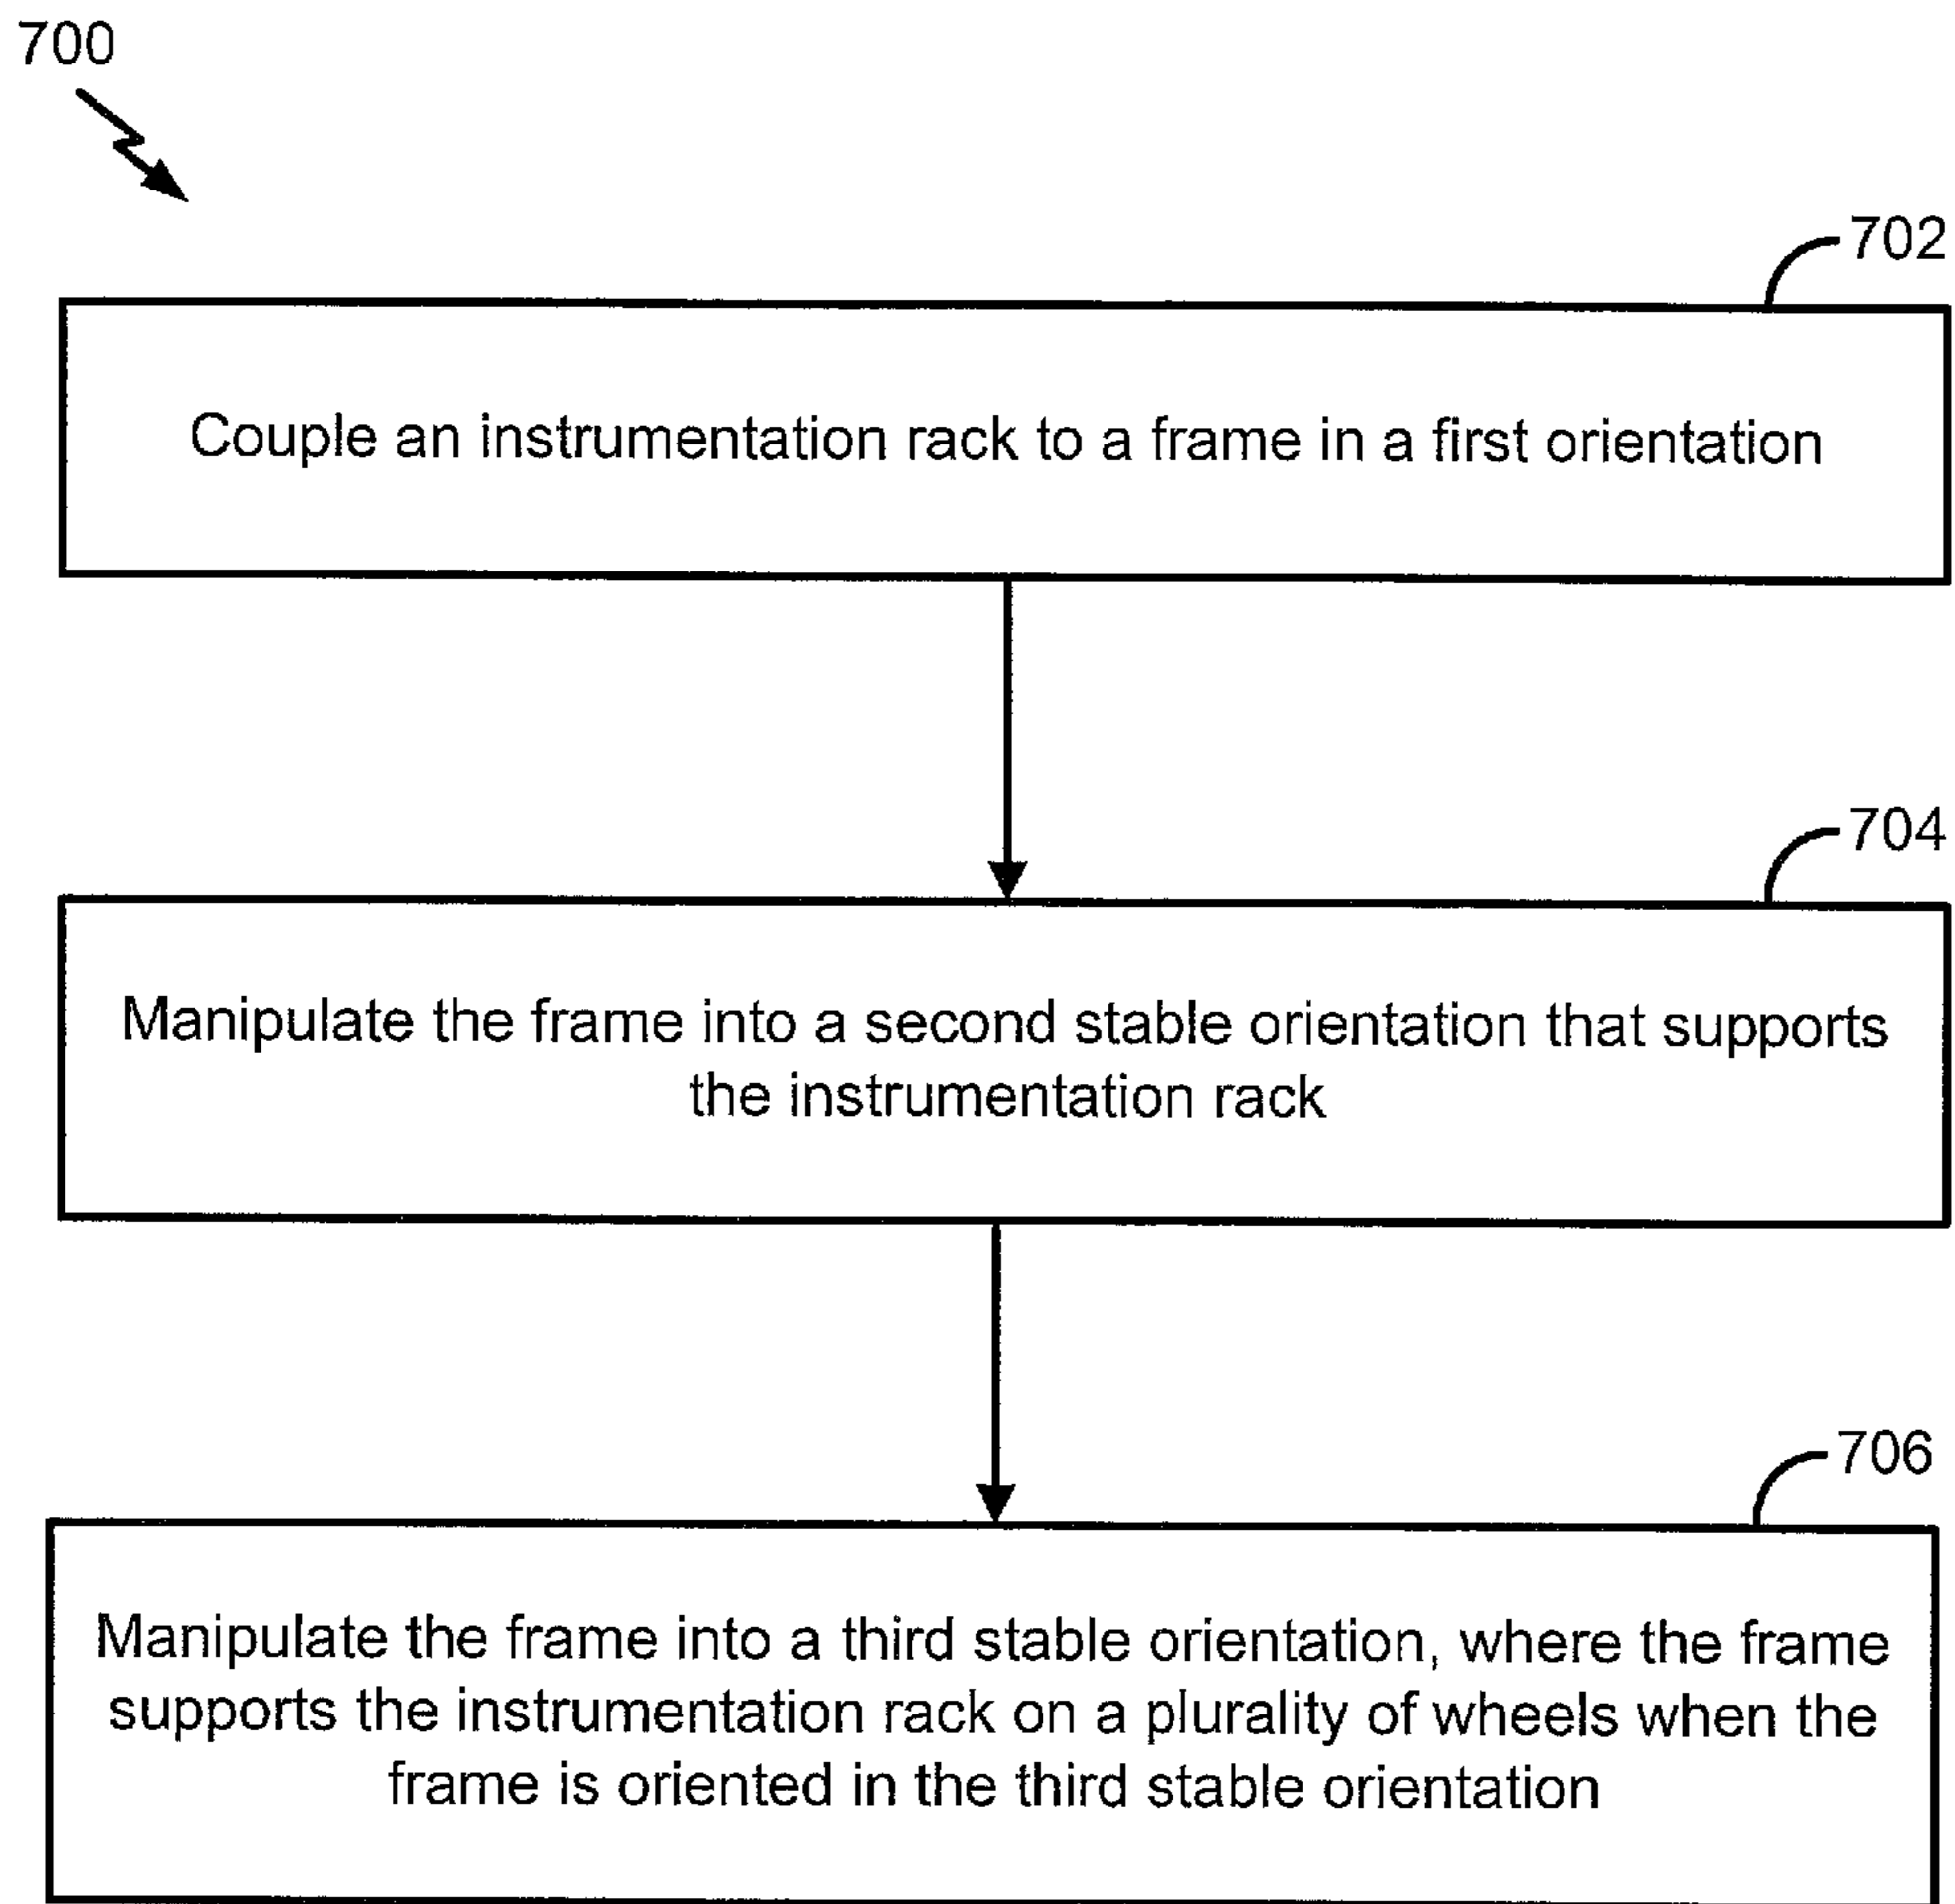 700
702
Couple an instrumentation rack to a frame in a first orientation
704
Manipulate the frame into a second stable orientation that supports
the instrumentation rack
706
Manipulate the frame into a third stable orientation, where the frame
supports the instrumentation rack on a plurality of wheels when the
frame is oriented in the third stable orientation